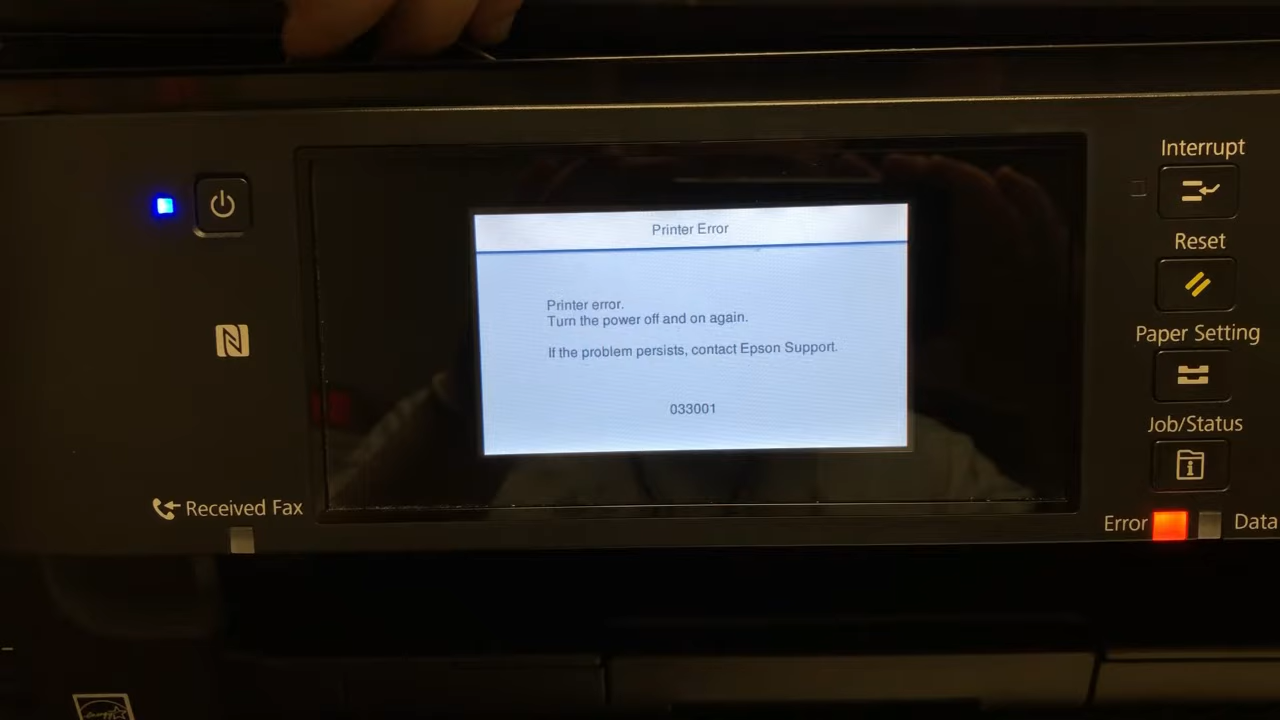 Interrupt
Printer Error
Reset
Printer error.
Turn the power off and on again.
Paper Setting
If the problem persists, contact Epson Support.
033001
Job/Status
Received Fax
Error
Data